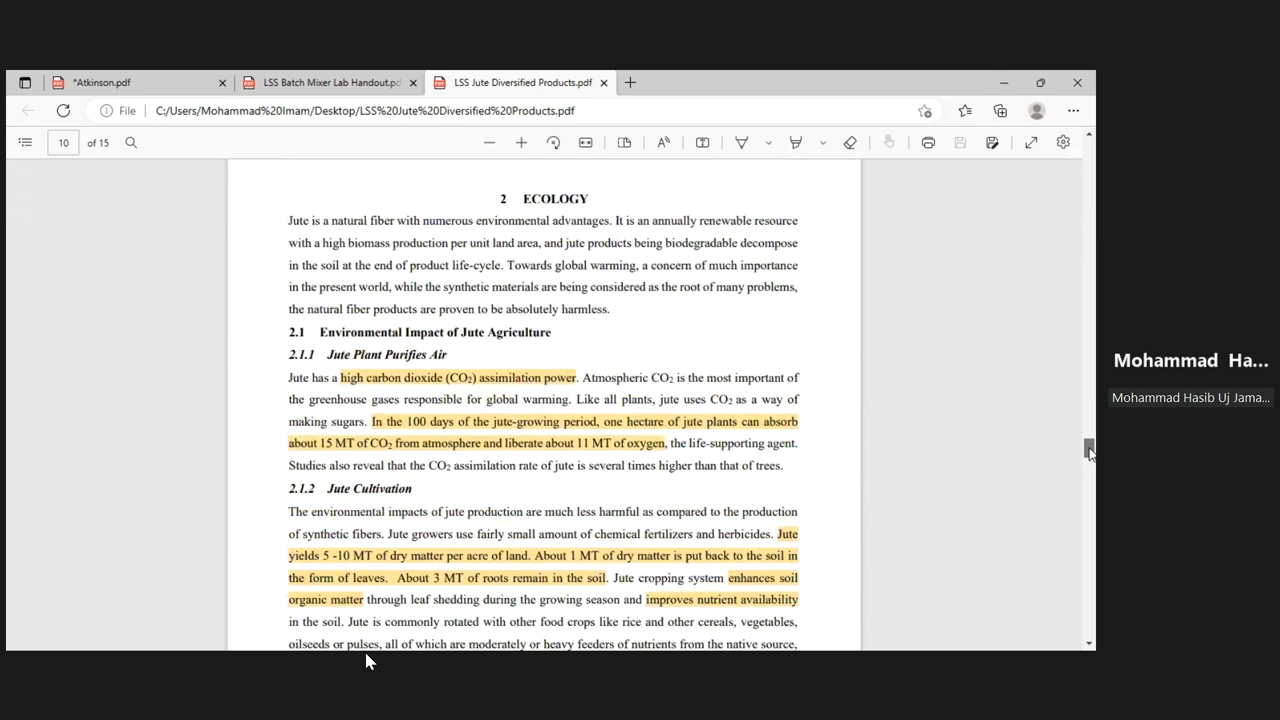 *Atkinson.pdf
LSS Batch Mixer Lab Handout.pd
LSS Jute Diversified Products.pdf
File
C:/Users/Mohammad%20Imam/Desktop/LSS%20Jute%20Diversified%20Products.pdf
10 of 15
2 ECOLOGY
Jute is a natural fiber with numerous environmental advantages. It is an annually renewable resource
with a high biomass production per unit land area, and jute products being biodegradable decompose
in the soil at the end of product life-cycle. Towards global warming, a concern of much importance
in the present world, while the synthetic materials are being considered as the root of many problems,
the natural fiber products are proven to be absolutely harmless.
2.1 Environmental Impact of Jute Agriculture
2.1.1 Jute Plant Purifies Air
Jute has a high carbon dioxide (CO₂) assimilation power. Atmospheric CO₂ is the most important of
the greenhouse gases responsible for global warming. Like all plants, jute uses CO₂ as a way of
making sugars. In the 100 days of the jute-growing period, one hectare of jute plants can absorb
about 15 MT of CO₂ from atmosphere and liberate about 11 MT of oxygen, the life-supporting agent.
Studies also reveal that the CO₂ assimilation rate of jute is several times higher than that of trees.
2.1.2 Jute Cultivation
The environmental impacts of jute production are much less harmful as compared to the production
of synthetic fibers. Jute growers use fairly small amount of chemical fertilizers and herbicides. Jute
yields 5 -10 MT of dry matter per acre of land. About 1 MT of dry matter is put back to the soil in
the form of leaves. About 3 MT of roots remain in the soil. Jute cropping system enhances soil
organic matter through leaf shedding during the growing season and improves nutrient availability
in the soil. Jute is commonly rotated with other food crops like rice and other cereals, vegetables,
oilseeds or pulses, all of which are moderately or heavy feeders of nutrients from the native source,
Mohammad Ha...
Mohammad Hasib Uj Jama...